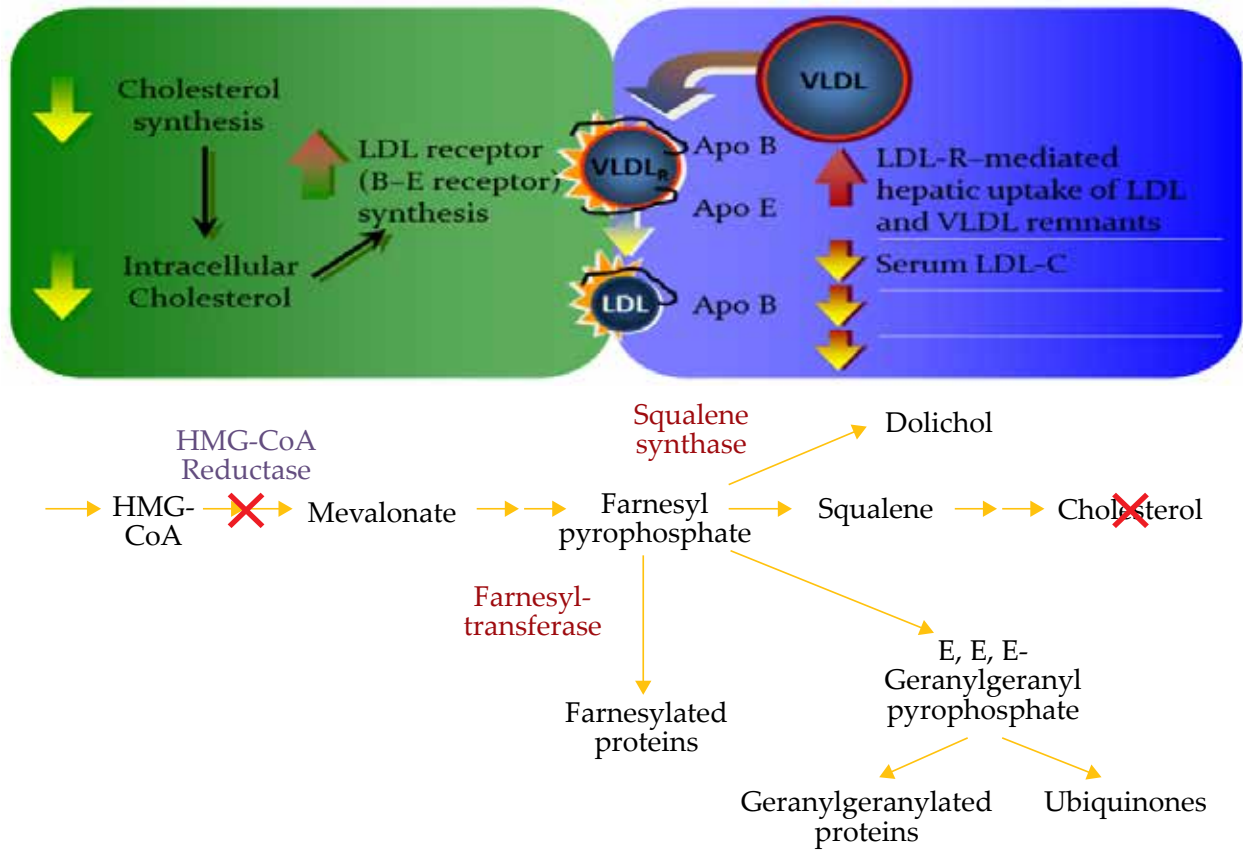 Cholesterol
synthesis
Intracellular
Cholesterol
LDL receptor
(B–E receptor)
synthesis
VLDL
VLDLR
Apo B
Apo E
LDL
Apo B
LDL-R–mediated
hepatic uptake of LDL
and VLDL remnants
Serum LDL-C
Squalene
synthase
Dolichol
HMG-CoA
Reductase
HMG-
CoA
Mevalonate
Farnesyl
pyrophosphate
Squalene
Cholesterol
Farnesyl-
transferase
E, E, E-
Geranylgeranyl
pyrophosphate
Farnesylated
proteins
Geranylgeranylated
proteins
Ubiquinones